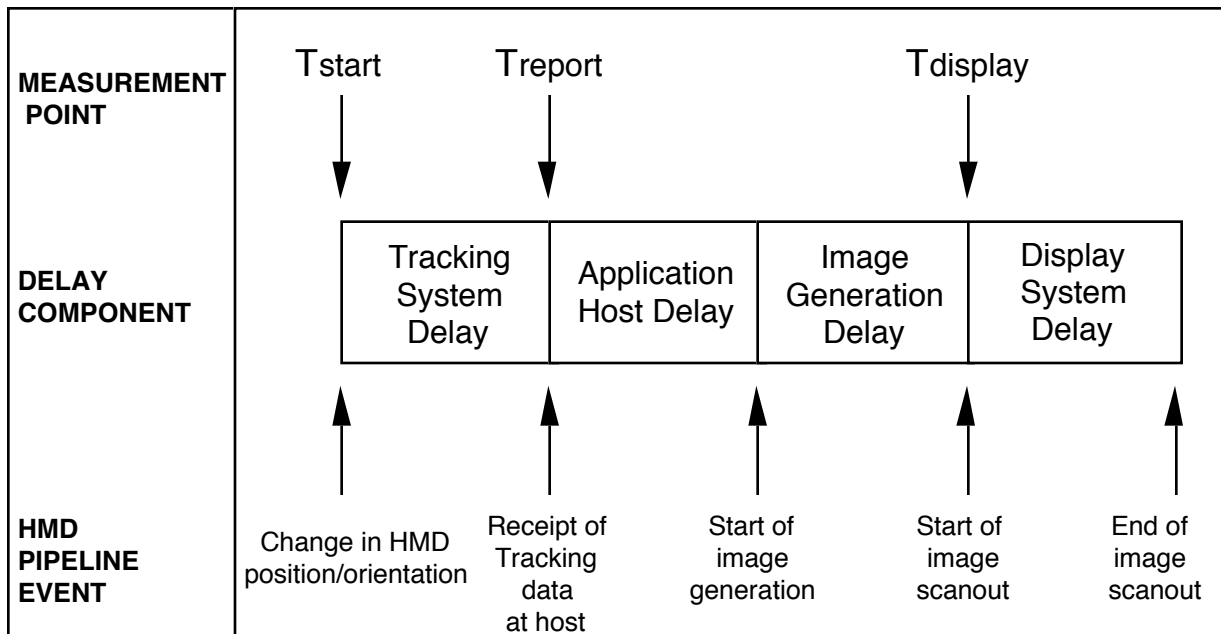 MEASUREMENT
POINT
Tstart
Treport
Tdisplay
DELAY
COMPONENT
Tracking
System
Delay
Application
Host Delay
Image
Generation
Delay
Display
System
Delay
HMD
PIPELINE
EVENT
Change in HMD
position/orientation
Receipt of
Tracking
data
at host
Start of
image
generation
Start of
image
scanout
End of
image
scanout